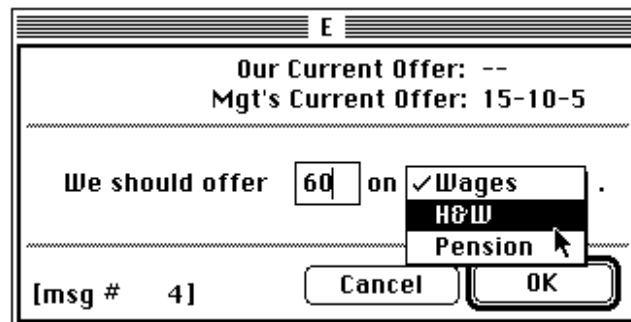 E
Our Current Offer: --
Mgt's Current Offer: 15-10-5
We should offer 60 on ✓Wages .
H&W
Pension
[msg # 4] Cancel OK